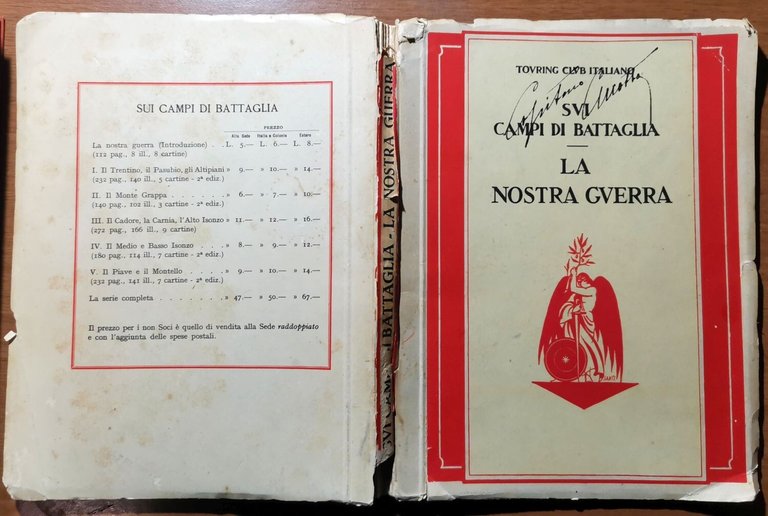 SUI CAMPI DI BATTAGLIA
PREZZO
Alla Sede Italia e Colonie Estero
La nostra guerra (Introduzione) . . L. 5.— L. 6.— L. 8.—
(112 pag., 8 ill., 8 cartine)
I. Il Trentino, il Pasubio, gli Altipiani » 9.— » 10.— » 14.—
(232 pag., 140 ill., 5 cartine - 2ª ediz.)
II. Il Monte Grappa . . . . . . . » 6.— » 7.— » 10.—
(140 pag., 102 ill., 3 cartine - 2ª ediz.)
III. Il Cadore, la Carnia, l'Alto Isonzo » 11.— » 12.— » 16.—
(272 pag., 166 ill., 9 cartine)
IV. Il Medio e Basso Isonzo . . . . » 8.— » 9.— » 12.—
(180 pag., 114 ill., 7 cartine - 2ª ediz.)
V. Il Piave e il Montello . . . . . » 9.— » 10.— » 14.—
(232 pag., 141 ill., 7 cartine - 2ª ediz.)
La serie completa . . . . . . . . » 47.— » 50.— » 67.—
Il prezzo per i non Soci è quello di vendita alla Sede raddoppiato
e con l'aggiunta delle spese postali.
SVI CAMPI DI BATTAGLIA - LA NOSTRA GUERRA
TOVRING CLVB ITALIANO
Capitano
SVI
CAMPI DI BATTAGLIA
LA
NOSTRA GVERRA